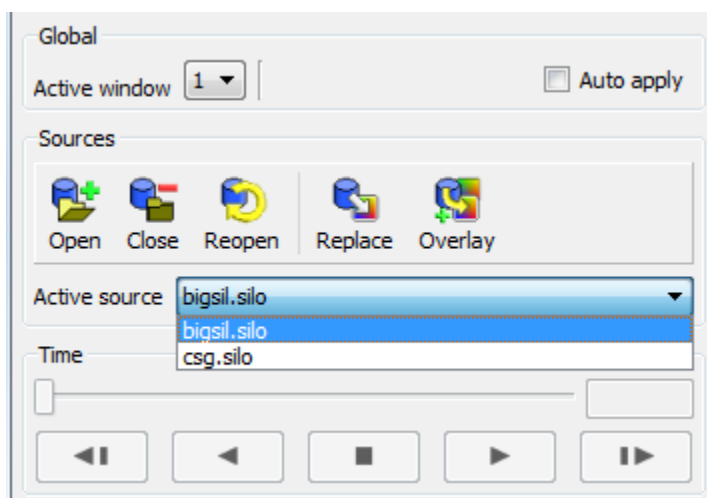 Global
Active window 1 Auto apply
Sources
Open Close Reopen Replace Overlay
Active source bigsil.silo
bigsil.silo
csg.silo
Time